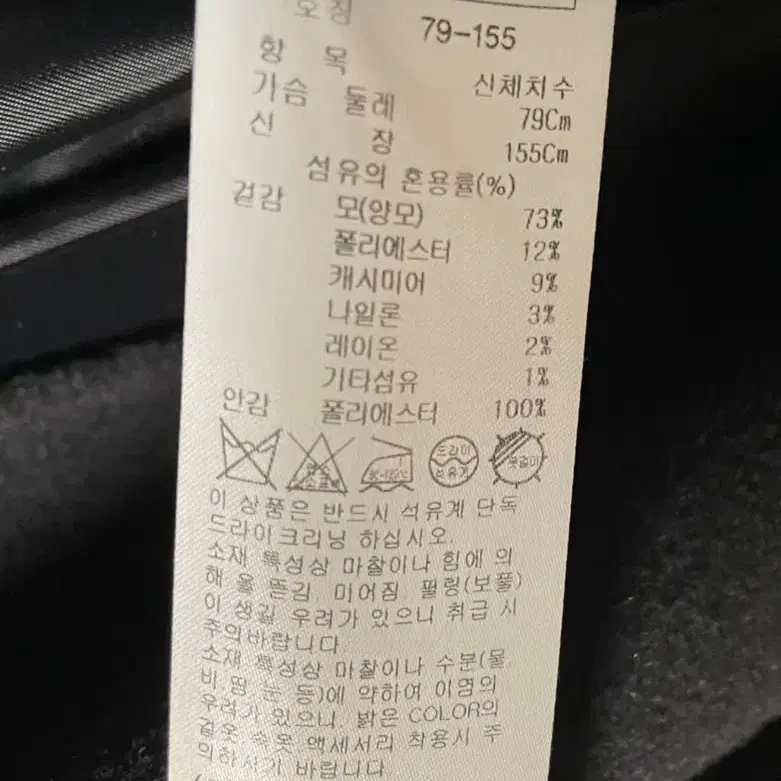 호칭 79-155
항 목 신체치수
가슴 둘레 79Cm
신 장 155Cm
섬유의 혼용률(%)
겉감 모(양모) 73%
폴리에스터 12%
캐시미어 9%
나일론 3%
레이온 2%
기타섬유 1%
안감 폴리에스터 100%
드라이
석유계
옷걸이
이 상품은 반드시 석유계 단독
드라이크리닝 하십시오.
소재 특성상 마찰이나 힘에 의
해 올 뜯김, 미어짐, 필링(보풀)
이 생길 우려가 있으니 취급 시
주의바랍니다
소재 특성상 마찰이나 수분(물,
비 땀, 눈 등)에 약하여 이염의
우려가 있으니, 밝은 COLOR의
겉옷 속옷 액세서리 착용시 주
의하시기 바랍니다